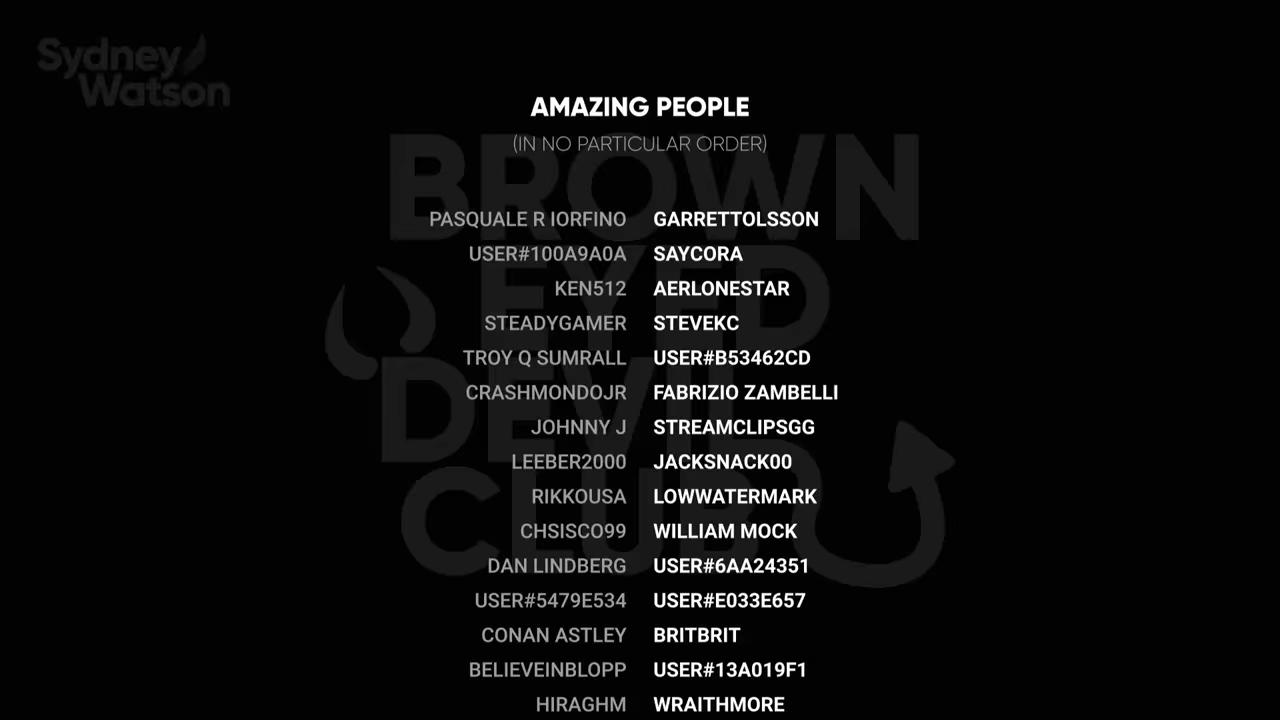 Sydney
Watson
AMAZING PEOPLE
(IN NO PARTICULAR ORDER)
BROWN
EYED
DEVIL
CLUB
PASQUALE R IORFINO GARRETTOLSSON
USER#100A9A0A SAYCORA
KEN512 AERLONESTAR
STEADYGAMER STEVEKC
TROY Q SUMRALL USER#B53462CD
CRASHMONDOJR FABRIZIO ZAMBELLI
JOHNNY J STREAMCLIPSGG
LEEBER2000 JACKSNACK00
RIKKOUSA LOWWATERMARK
CHSISCO99 WILLIAM MOCK
DAN LINDBERG USER#6AA24351
USER#5479E534 USER#E033E657
CONAN ASTLEY BRITBRIT
BELIEVEINBLOPP USER#13A019F1
HIRAGHM WRAITHMORE